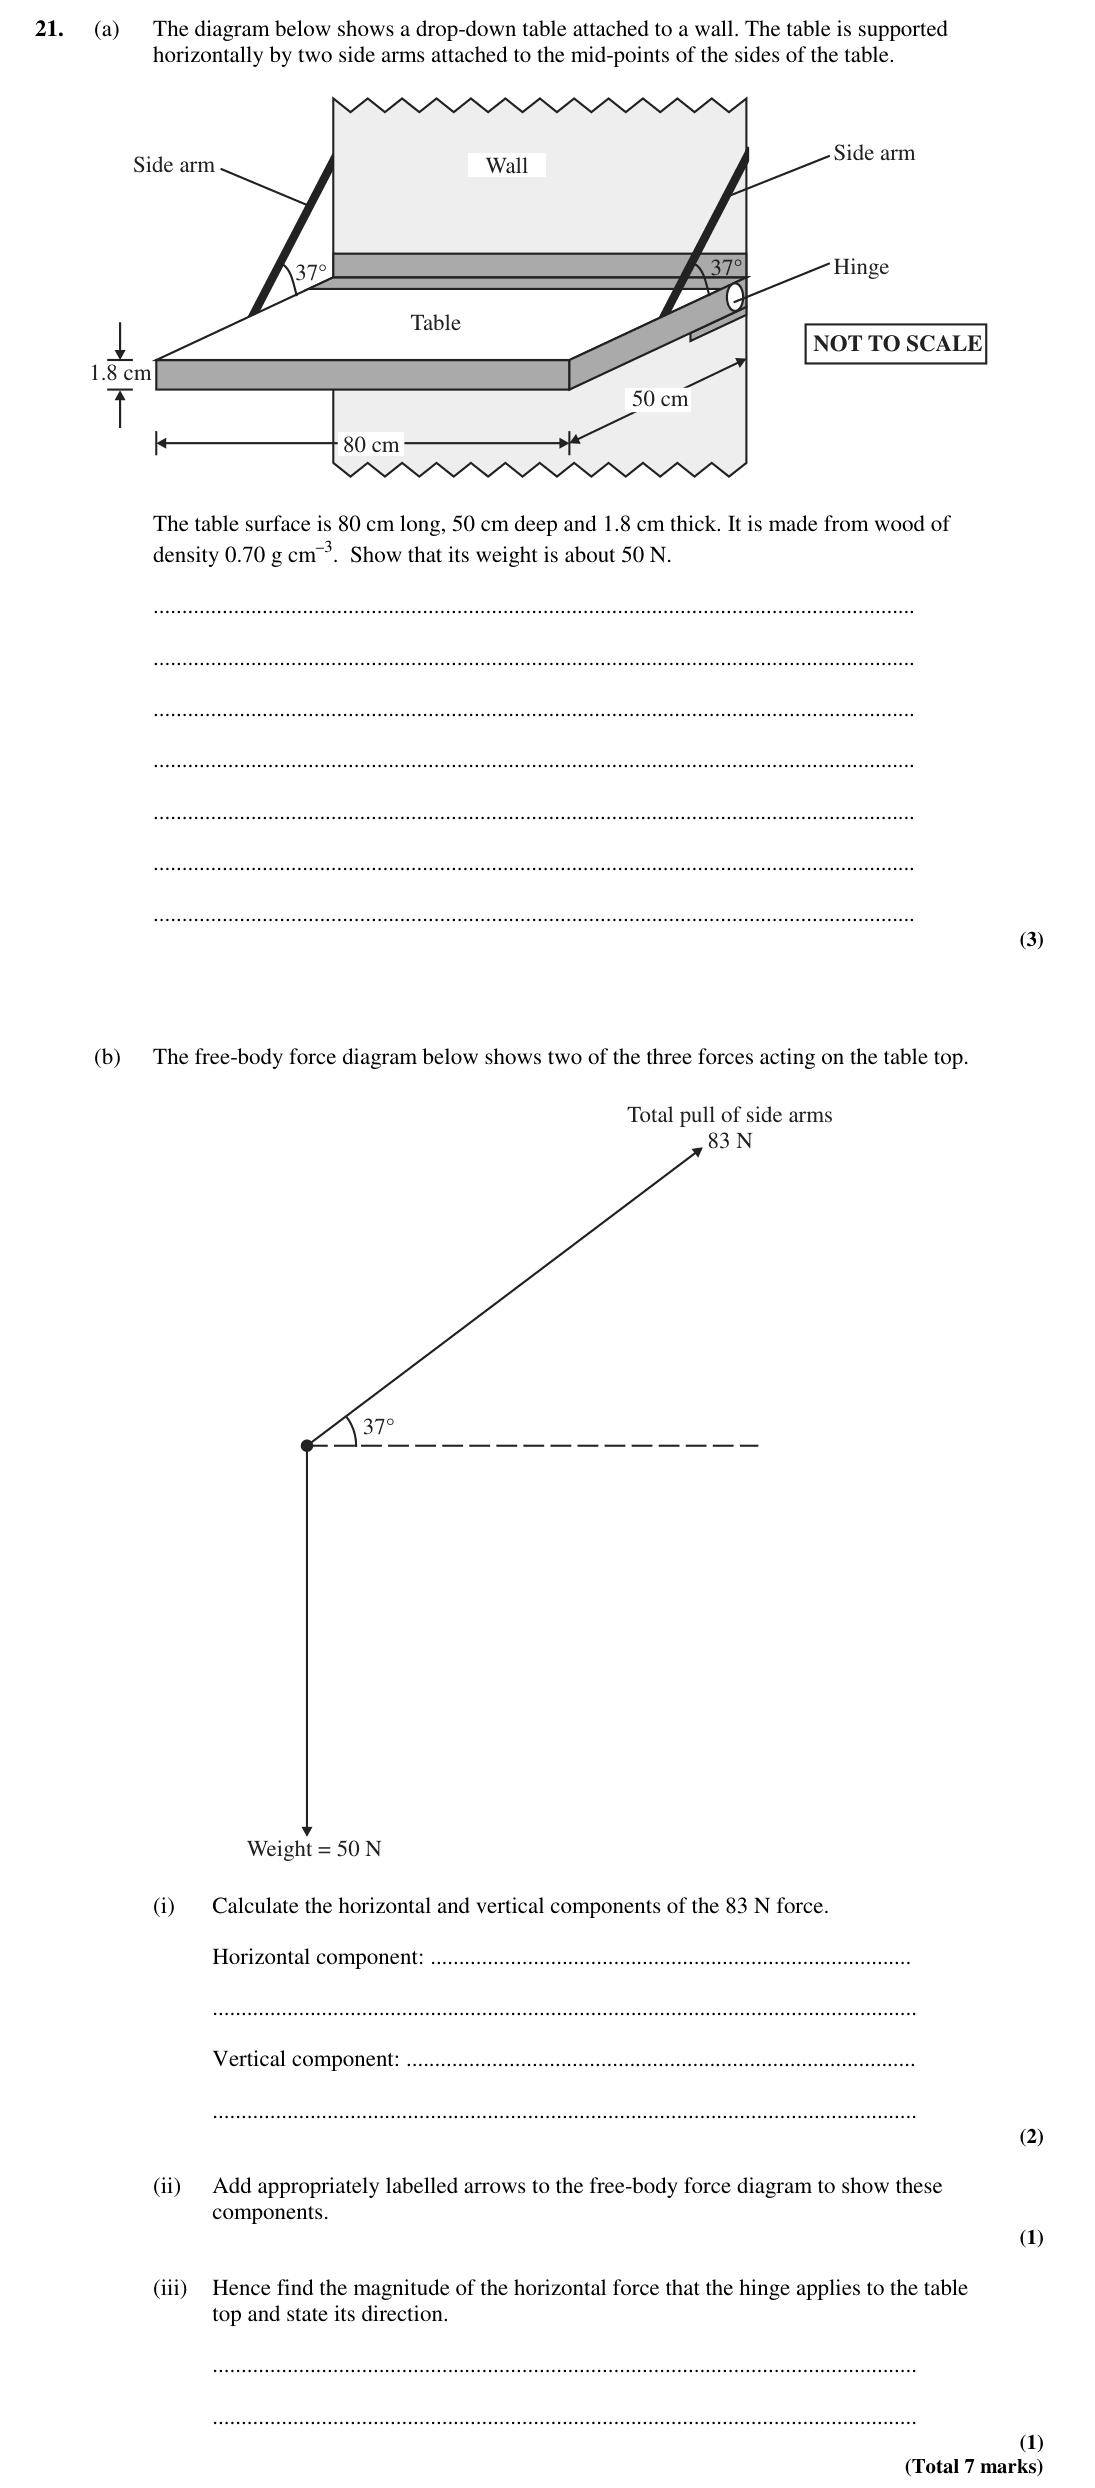 21. (a) The diagram below shows a drop-down table attached to a wall. The table is supported
horizontally by two side arms attached to the mid-points of the sides of the table.
Side arm
Wall
Side arm
37°
37°
Hinge
Table
NOT TO SCALE
1.8 cm
50 cm
80 cm
The table surface is 80 cm long, 50 cm deep and 1.8 cm thick. It is made from wood of
density 0.70 g cm⁻³. Show that its weight is about 50 N.
................................................................................
................................................................................
................................................................................
................................................................................
................................................................................
................................................................................
................................................................................
(3)
(b) The free-body force diagram below shows two of the three forces acting on the table top.
Total pull of side arms
83 N
37°
Weight = 50 N
(i) Calculate the horizontal and vertical components of the 83 N force.
Horizontal component: ................................................................................
................................................................................
Vertical component: ................................................................................
................................................................................
(2)
(ii) Add appropriately labelled arrows to the free-body force diagram to show these
components.
(1)
(iii) Hence find the magnitude of the horizontal force that the hinge applies to the table
top and state its direction.
................................................................................
................................................................................
(1)
(Total 7 marks)